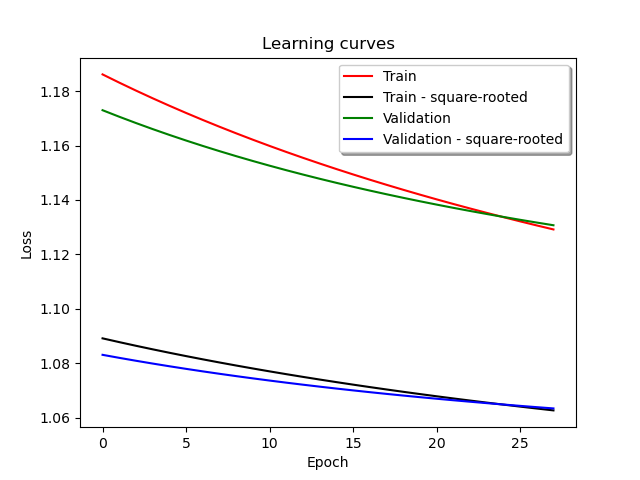 Learning curves
Train
Train - square-rooted
Validation
Validation - square-rooted
Loss
1.18
1.16
1.14
1.12
1.10
1.08
1.06
0 5 10 15 20 25
Epoch